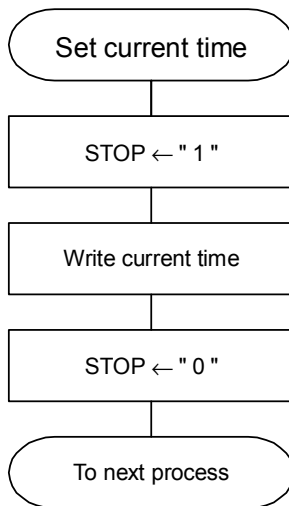 Set current time
STOP ← " 1 "
Write current time
STOP ← " 0 "
To next process